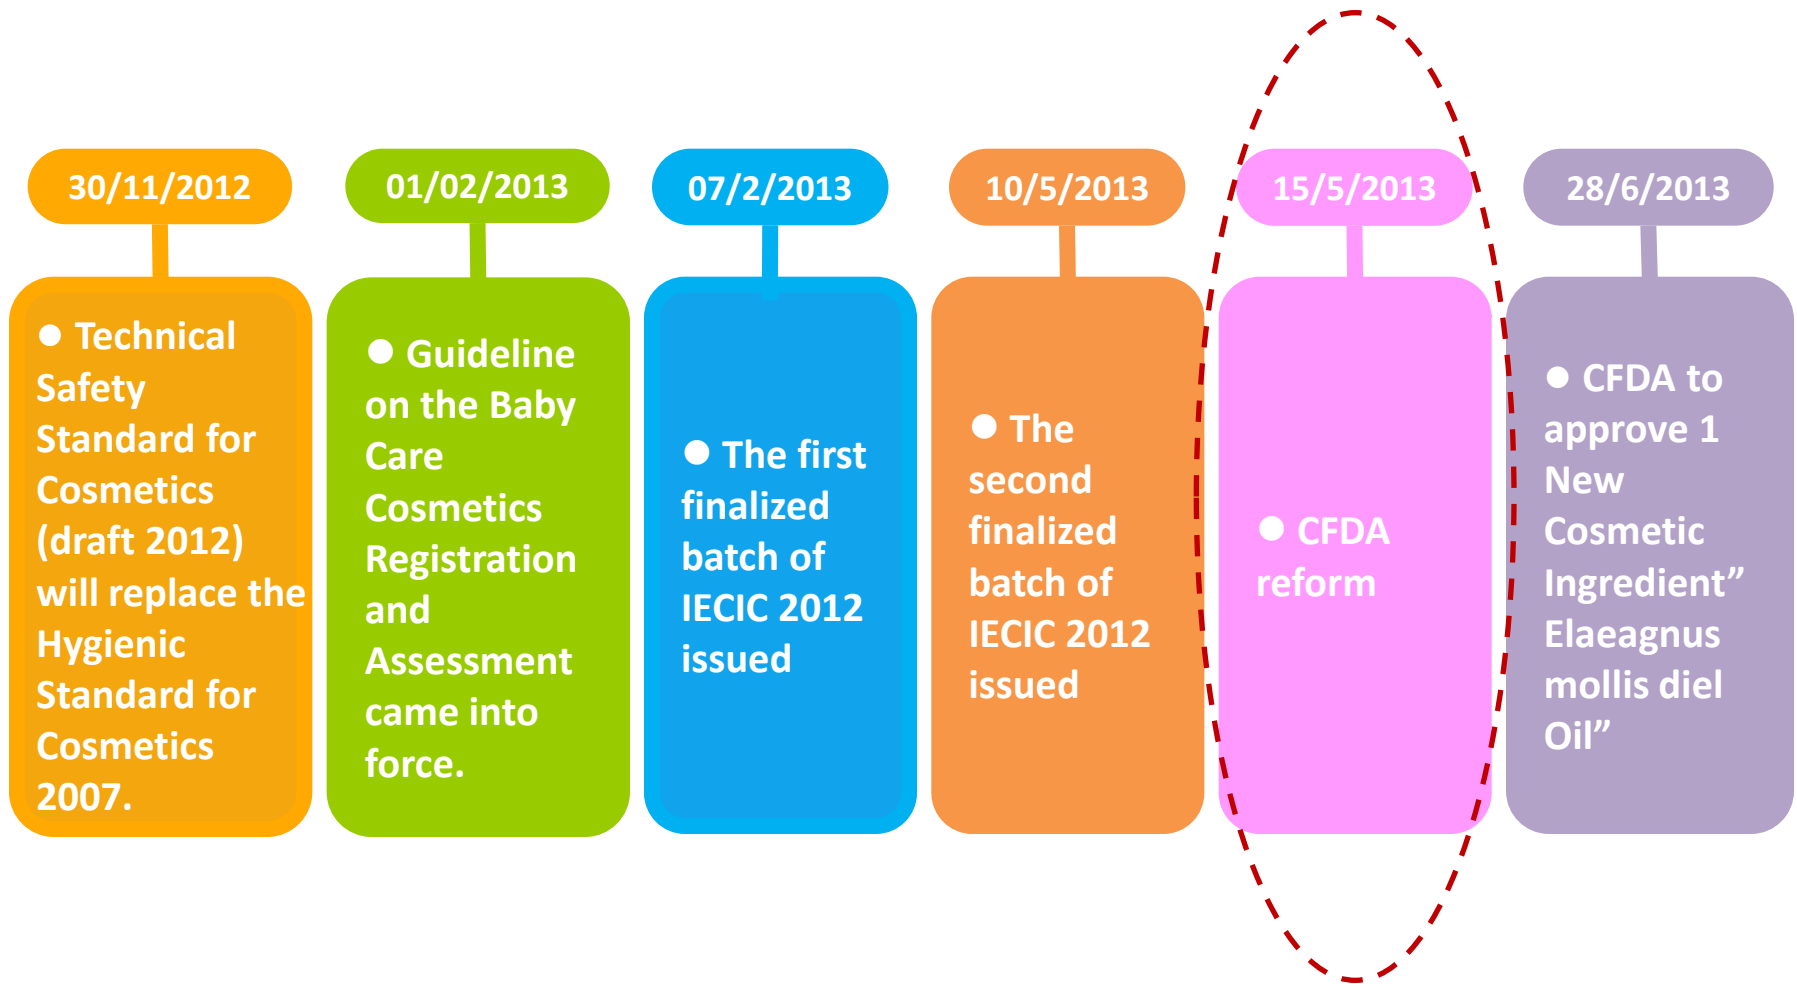 30/11/2012
● Technical
Safety
Standard for
Cosmetics
(draft 2012)
will replace the
Hygienic
Standard for
Cosmetics
2007.
01/02/2013
● Guideline
on the Baby
Care
Cosmetics
Registration
and
Assessment
came into
force.
07/2/2013
● The first
finalized
batch of
IECIC 2012
issued
10/5/2013
● The
second
finalized
batch of
IECIC 2012
issued
15/5/2013
● CFDA
reform
28/6/2013
● CFDA to
approve 1
New
Cosmetic
Ingredient”
Elaeagnus
mollis diel
Oil”